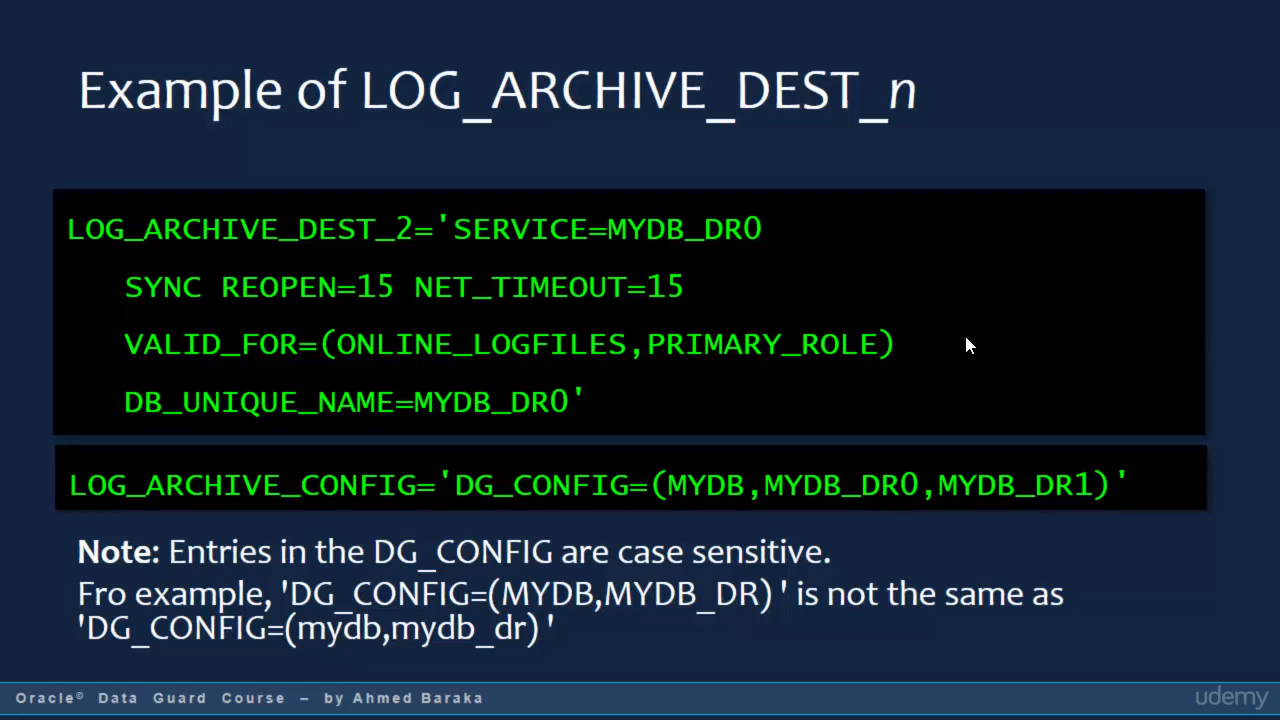 Example of LOG_ARCHIVE_DEST_n
LOG_ARCHIVE_DEST_2='SERVICE=MYDB_DR0
SYNC REOPEN=15 NET_TIMEOUT=15
VALID_FOR=(ONLINE_LOGFILES,PRIMARY_ROLE)
DB_UNIQUE_NAME=MYDB_DR0'
LOG_ARCHIVE_CONFIG='DG_CONFIG=(MYDB,MYDB_DR0,MYDB_DR1)'
Note: Entries in the DG_CONFIG are case sensitive.
Fro example, 'DG_CONFIG=(MYDB,MYDB_DR)' is not the same as
'DG_CONFIG=(mydb,mydb_dr)'
Oracle© Data Guard Course – by Ahmed Baraka
udemy